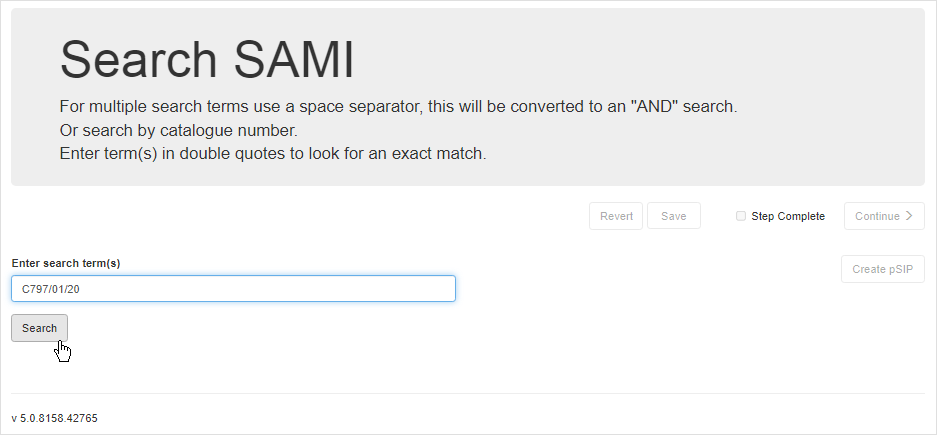 Search SAMI
For multiple search terms use a space separator, this will be converted to an "AND" search.
Or search by catalogue number.
Enter term(s) in double quotes to look for an exact match.
Revert Save Step Complete Continue
Enter search term(s)
Create pSIP
C797/01/20
Search
v 5.0.8158.42765